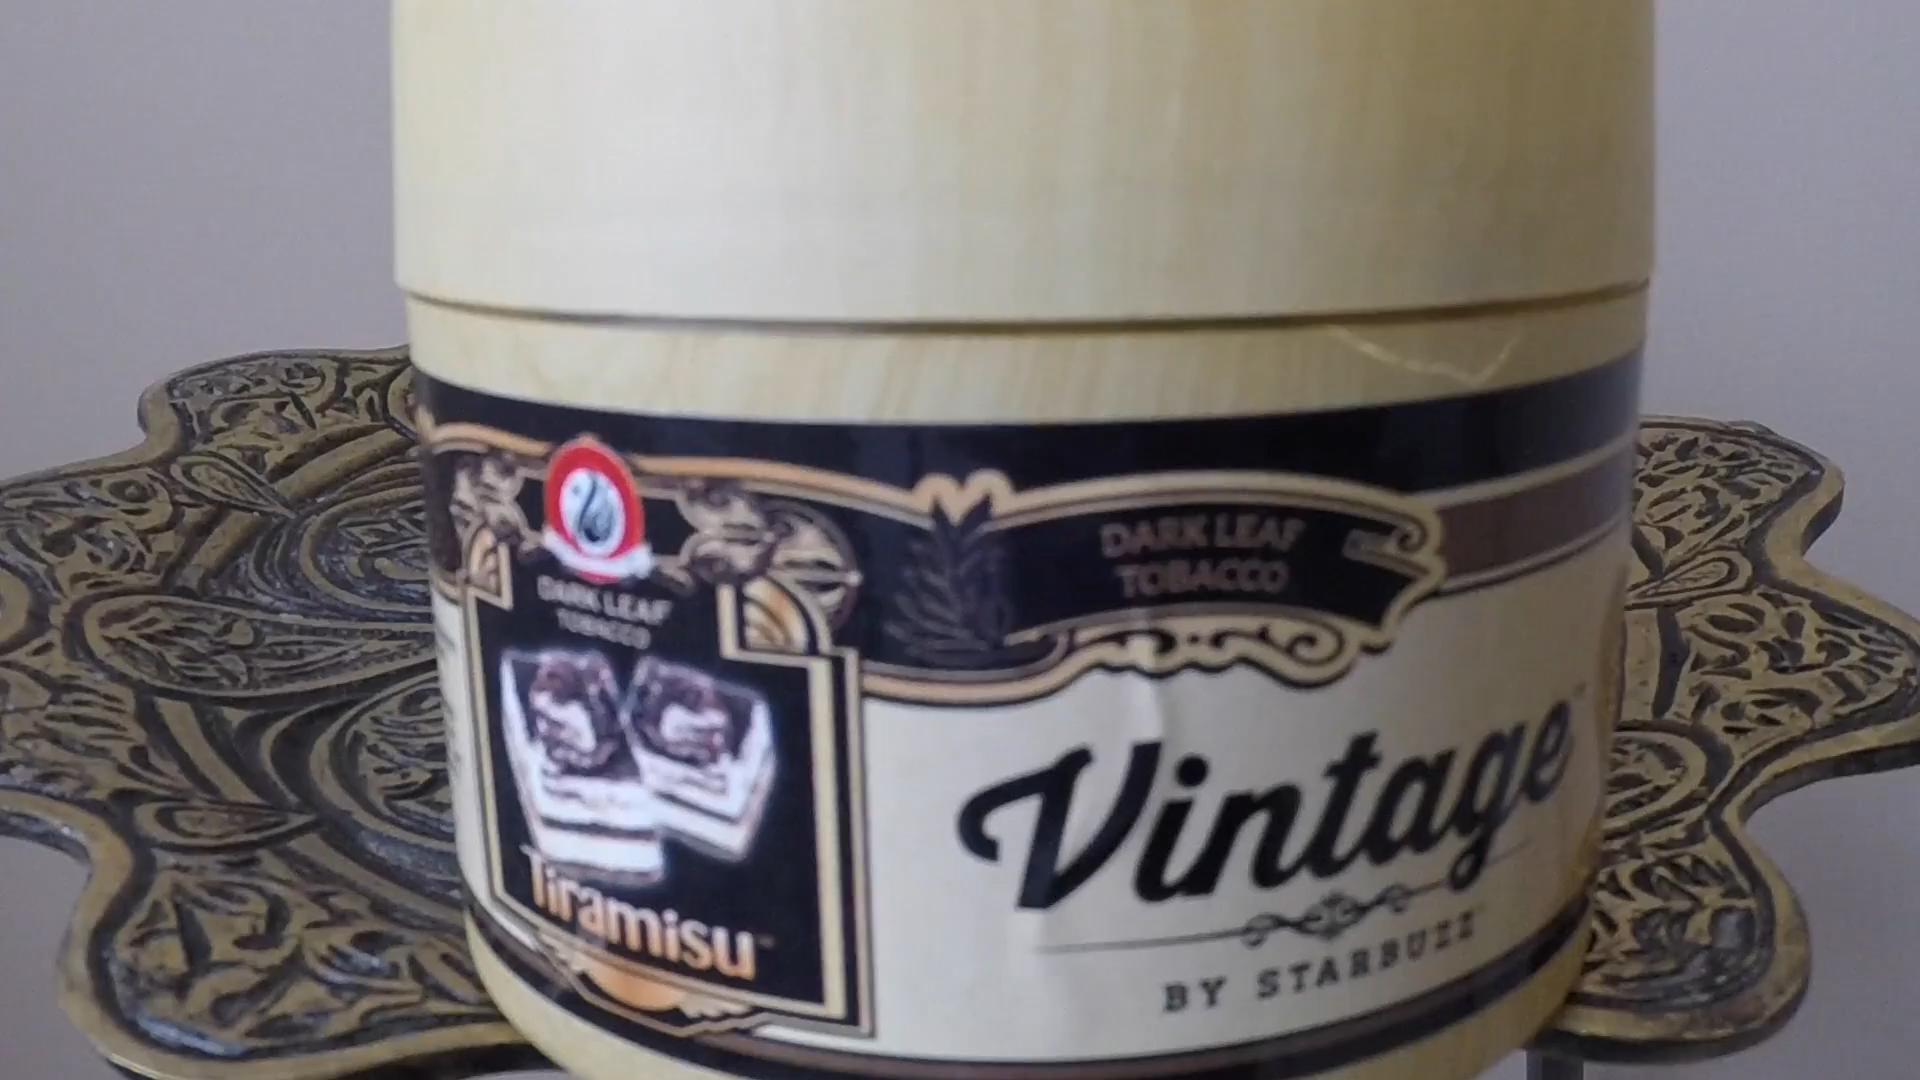 DARK LEAF
TOBACCO
Tiramisu
DARK LEAF
TOBACCO
Vintage
BY STARBUZZ